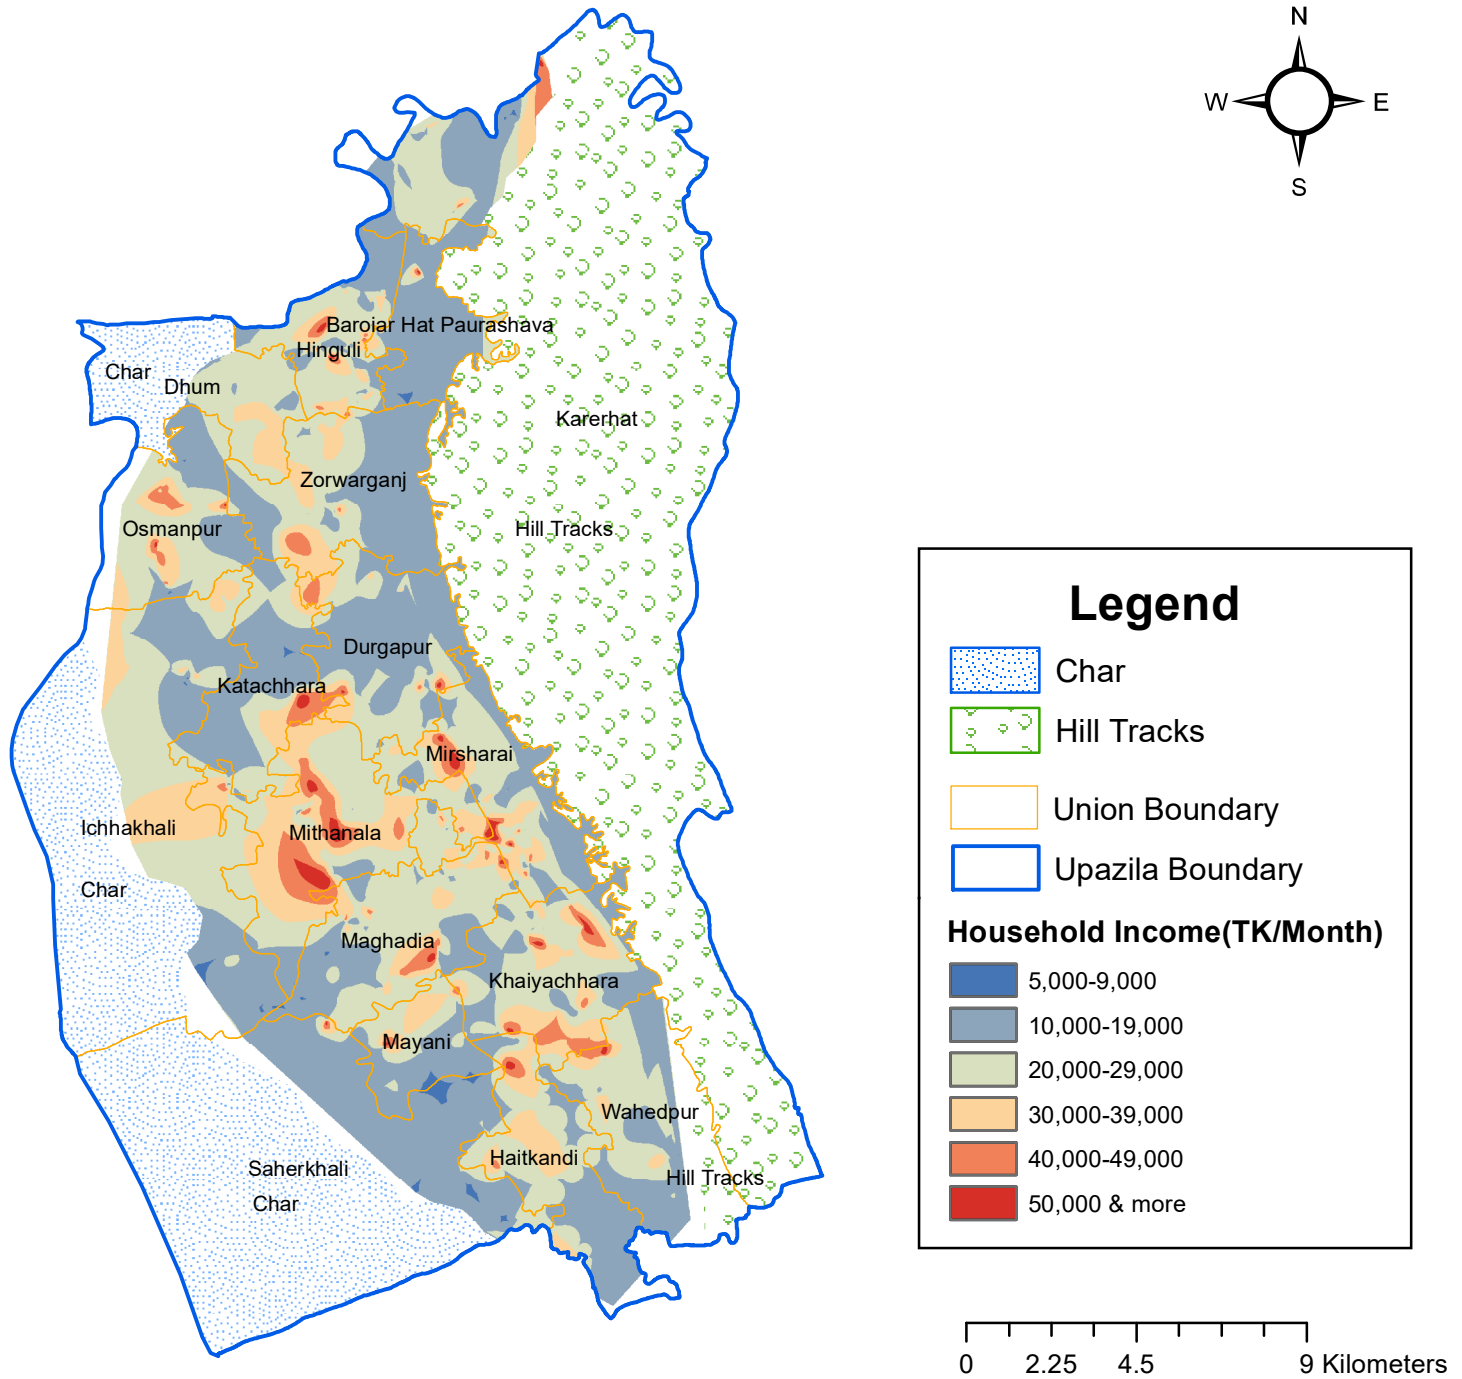 N
W
E
S
Baroiar Hat Paurashava
Hinguli
Char
Dhum
Karerhat
Zorwarganj
Osmanpur
Hill Tracks
Durgapur
Katachhara
Mirsharai
Ichhakhali
Mithanala
Char
Maghadia
Khaiyachhara
Mayani
Wahedpur
Haitkandi
Saherkhali
Hill Tracks
Char
Legend
Char
Hill Tracks
Union Boundary
Upazila Boundary
Household Income(TK/Month)
5,000-9,000
10,000-19,000
20,000-29,000
30,000-39,000
40,000-49,000
50,000 & more
0 2.25 4.5 9 Kilometers